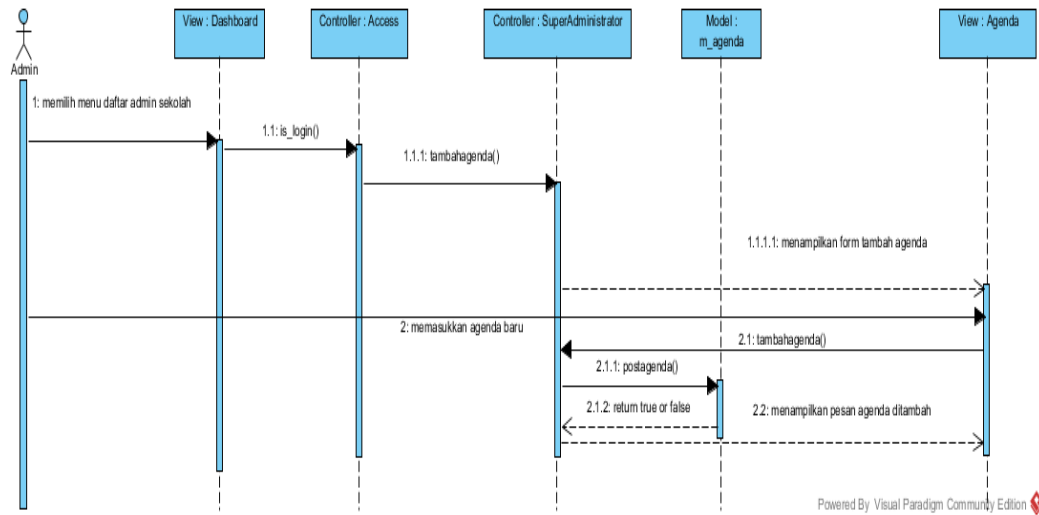 View : Dashboard
Controller : Access
Controller : SuperAdministrator
Model :
m_agenda
View : Agenda
Admin
1: memilih menu daftar admin sekolah
1.1: is_login()
1.1.1: tambahagenda()
1.1.1.1: menampilkan form tambah agenda
2: memasukkan agenda baru
2.1: tambahagenda()
2.1.1: postagenda()
2.1.2: return true or false
2.2: menampilkan pesan agenda ditambah
Powered By Visual Paradigm Community Edition